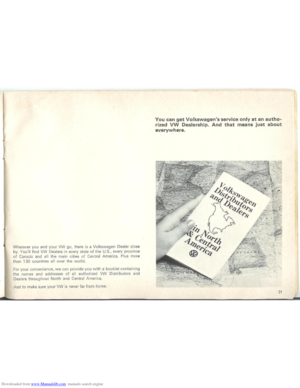 You can get Volkswagen's service only at an autho-
rized VW Dealership. And that means just about
everywhere.
Wherever you and your VW go, there is a Volkswagen Dealer close
by. You'll find VW Dealers in every state of the U.S., every province
of Canada and all the main cities of Central America. Plus more
than 130 countries all over the world.
For your convenience, we can provide you with a booklet containing
the names and addresses of all authorized VW Distributors and
Dealers throughout North and Central America.
Just to make sure your VW is never far from home.
Volkswagen
Distributors
and Dealers
in North
& Central
America
Downloaded from www.Manualslib.com manuals search engine